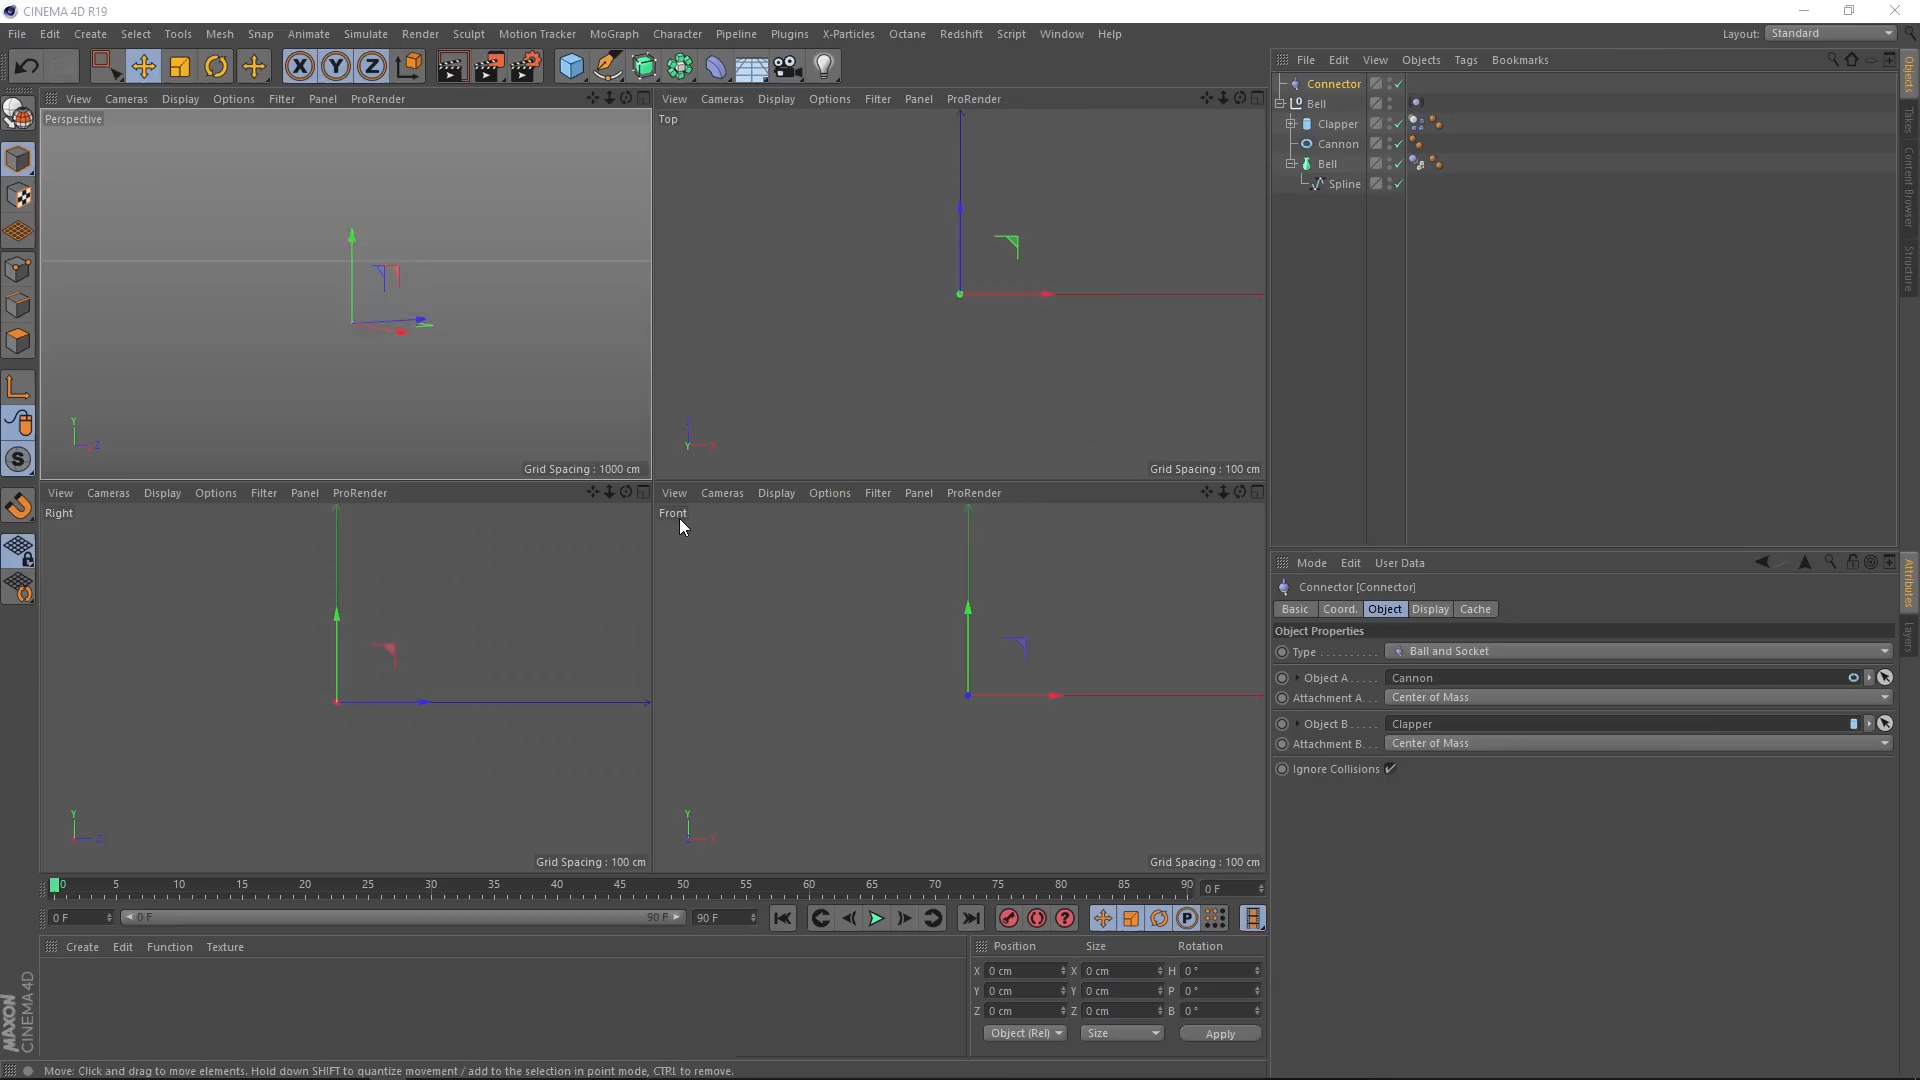 CINEMA 4D R19
File Edit Create Select Tools Mesh Snap Animate Simulate Render Sculpt Motion Tracker MoGraph Character Pipeline Plugins X-Particles Octane Redshift Script Window Help
Layout: Standard
X Y Z
File Edit View Objects Tags Bookmarks
Connector
Bell
Clapper
Cannon
Bell
Spline
Objects
Takes
Content Browser
Structure
View Cameras Display Options Filter Panel ProRender
Perspective
Y
Z
Grid Spacing : 1000 cm
View Cameras Display Options Filter Panel ProRender
Top
Z
Y X
Grid Spacing : 100 cm
View Cameras Display Options Filter Panel ProRender
Right
Y
Z
Grid Spacing : 100 cm
View Cameras Display Options Filter Panel ProRender
Front
Y
Z X
Grid Spacing : 100 cm
Mode Edit User Data
Connector [Connector]
Basic Coord. Object Display Cache
Object Properties
Type . . . . . . . . . . Ball and Socket
Object A . . . . . Cannon
Attachment A. . . Center of Mass
Object B . . . . . Clapper
Attachment B. . . Center of Mass
Ignore Collisions
Attributes
Layers
0 5 10 15 20 25 30 35 40 45 50 55 60 65 70 75 80 85 90 0 F
0 F 0 F 90 F 90 F
P
Create Edit Function Texture
Position Size Rotation
X 0 cm X 0 cm H 0 °
Y 0 cm Y 0 cm P 0 °
Z 0 cm Z 0 cm B 0 °
Object (Rel) Size Apply
MAXON
CINEMA 4D
Move: Click and drag to move elements. Hold down SHIFT to quantize movement / add to the selection in point mode, CTRL to remove.